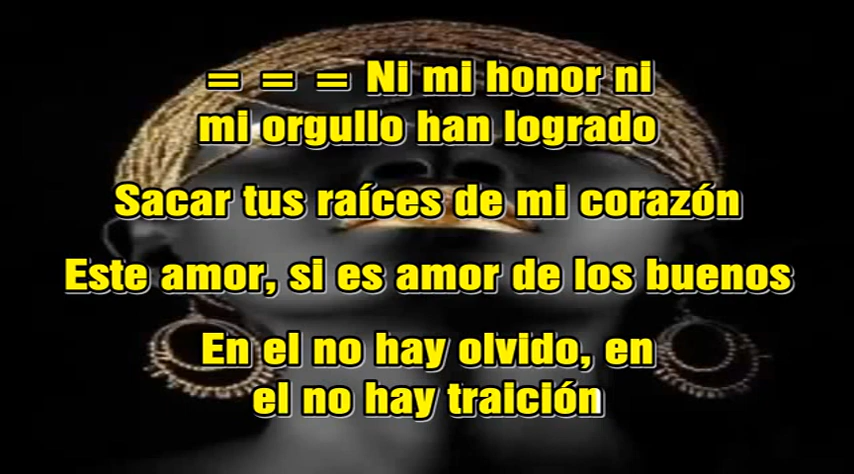 = = = Ni mi honor ni
mi orgullo han logrado
Sacar tus raíces de mi corazón
Este amor, si es amor de los buenos
En el no hay olvido, en
el no hay traición